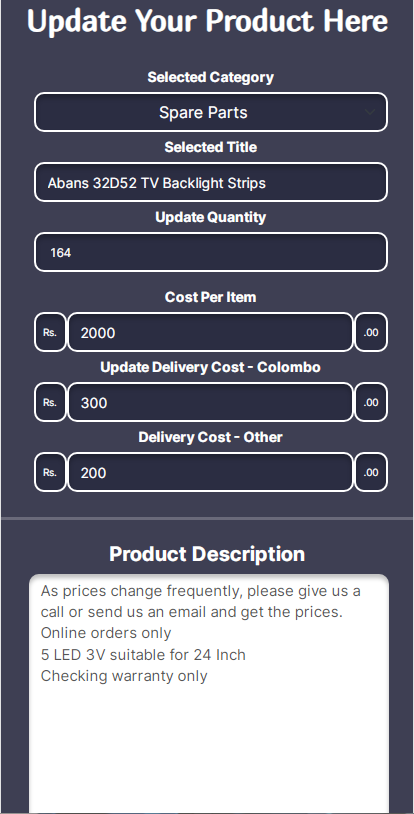 Update Your Product Here
Selected Category
Spare Parts
Selected Title
Abans 32D52 TV Backlight Strips
Update Quantity
164
Cost Per Item
Rs. 2000 .00
Update Delivery Cost - Colombo
Rs. 300 .00
Delivery Cost - Other
Rs. 200 .00
Product Description
As prices change frequently, please give us a
call or send us an email and get the prices.
Online orders only
5 LED 3V suitable for 24 Inch
Checking warranty only